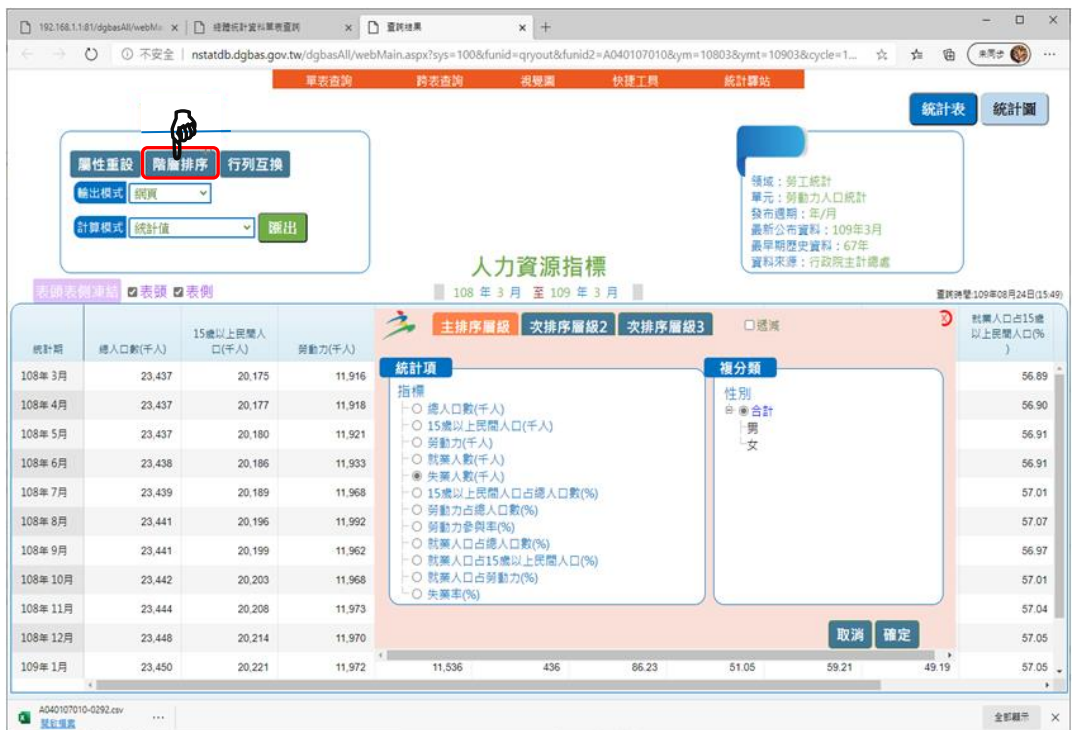 192.168.1.1:81/dgbasAll/webMa
總體統計資料單表查詢
查詢結果
不安全 nstatdb.dgbas.gov.tw/dgbasAll/webMain.aspx?sys=100&funid=qryout&funid2=A040107010&ym=10803&ymt=10903&cycle=1...
未同步
單表查詢 跨表查詢 視覺圖 快捷工具 統計驛站
統計表 統計圖
屬性重設 階層排序 行列互換
輸出模式 網頁
計算模式 統計值 匯出
領域：勞工統計
單元：勞動力人口統計
發布週期：年/月
最新公布資料：109年3月
最早期歷史資料：67年
資料來源：行政院主計總處
人力資源指標
表頭表側凍結 表頭 表側
108 年 3 月 至 109 年 3 月
查詢時間:109年08月24日(15:49)
統計期 總人口數(千人) 15歲以上民間人口(千人) 勞動力(千人)
就業人口占15歲以上民間人口(%)
主排序層級 次排序層級2 次排序層級3 遞減 X
統計項
指標
總人口數(千人)
15歲以上民間人口(千人)
勞動力(千人)
就業人數(千人)
失業人數(千人)
15歲以上民間人口占總人口數(%)
勞動力占總人口數(%)
勞動力參與率(%)
就業人口占總人口數(%)
就業人口占15歲以上民間人口(%)
就業人口占勞動力(%)
失業率(%)
複分類
性別
合計
男
女
取消 確定
108年 3月 23,437 20,175 11,916 56.89
108年 4月 23,437 20,177 11,918 56.90
108年 5月 23,437 20,180 11,921 56.91
108年 6月 23,438 20,186 11,933 56.91
108年 7月 23,439 20,189 11,968 57.01
108年 8月 23,441 20,196 11,992 57.07
108年 9月 23,441 20,199 11,962 56.97
108年 10月 23,442 20,203 11,968 57.01
108年 11月 23,444 20,208 11,973 57.04
108年 12月 23,448 20,214 11,970 57.05
109年 1月 23,450 20,221 11,972 11,536 436 86.23 51.05 59.21 49.19 57.05
A040107010-0292.csv
開啟檔案
全部顯示